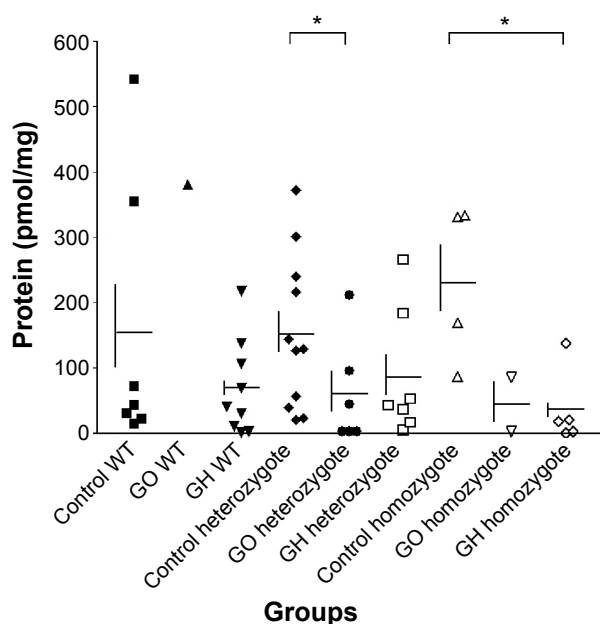 *
*
600
500
400
300
200
100
0
Protein (pmol/mg)
Control WT
GO WT
GH WT
Control heterozygote
GO heterozygote
GH heterozygote
Control homozygote
GO homozygote
GH homozygote
Groups